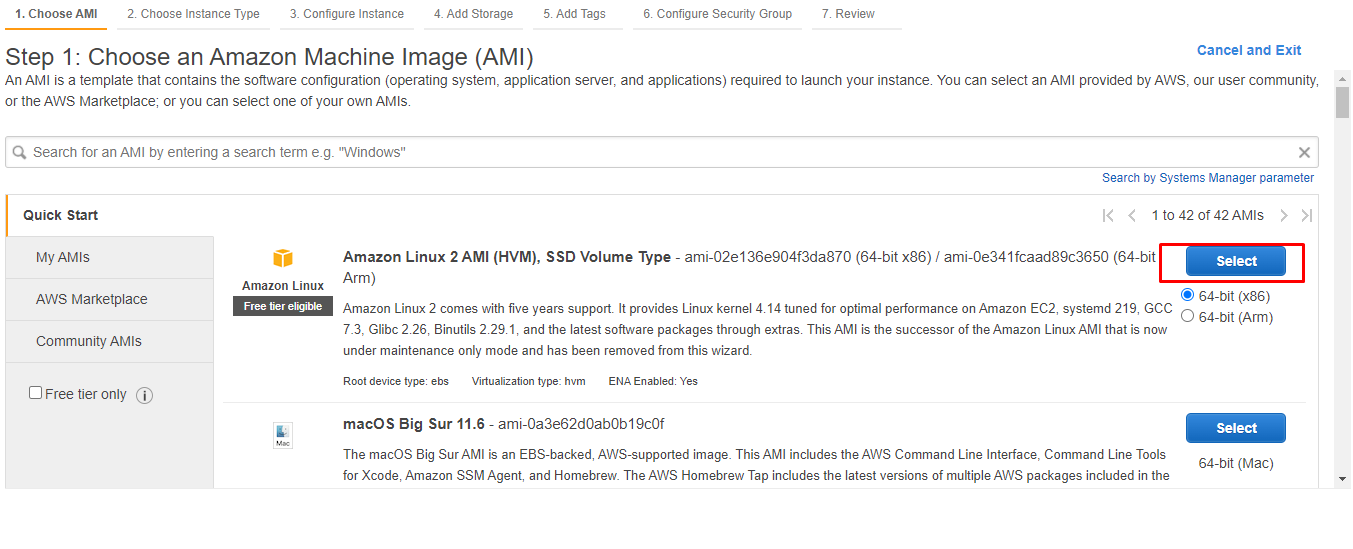 1. Choose AMI 2. Choose Instance Type 3. Configure Instance 4. Add Storage 5. Add Tags 6. Configure Security Group 7. Review
Step 1: Choose an Amazon Machine Image (AMI)
Cancel and Exit
An AMI is a template that contains the software configuration (operating system, application server, and applications) required to launch your instance. You can select an AMI provided by AWS, our user community,
or the AWS Marketplace; or you can select one of your own AMIs.
Search for an AMI by entering a search term e.g. "Windows"
Search by Systems Manager parameter
Quick Start
1 to 42 of 42 AMIs
My AMIs
AWS Marketplace
Community AMIs
Free tier only
Amazon Linux
Free tier eligible
Amazon Linux 2 AMI (HVM), SSD Volume Type - ami-02e136e904f3da870 (64-bit x86) / ami-0e341fcaad89c3650 (64-bit
Arm)
Amazon Linux 2 comes with five years support. It provides Linux kernel 4.14 tuned for optimal performance on Amazon EC2, systemd 219, GCC
7.3, Glibc 2.26, Binutils 2.29.1, and the latest software packages through extras. This AMI is the successor of the Amazon Linux AMI that is now
under maintenance only mode and has been removed from this wizard.
Root device type: ebs Virtualization type: hvm ENA Enabled: Yes
Select
64-bit (x86)
64-bit (Arm)
Mac
macOS Big Sur 11.6 - ami-0a3e62d0ab0b19c0f
The macOS Big Sur AMI is an EBS-backed, AWS-supported image. This AMI includes the AWS Command Line Interface, Command Line Tools
for Xcode, Amazon SSM Agent, and Homebrew. The AWS Homebrew Tap includes the latest versions of multiple AWS packages included in the
Select
64-bit (Mac)